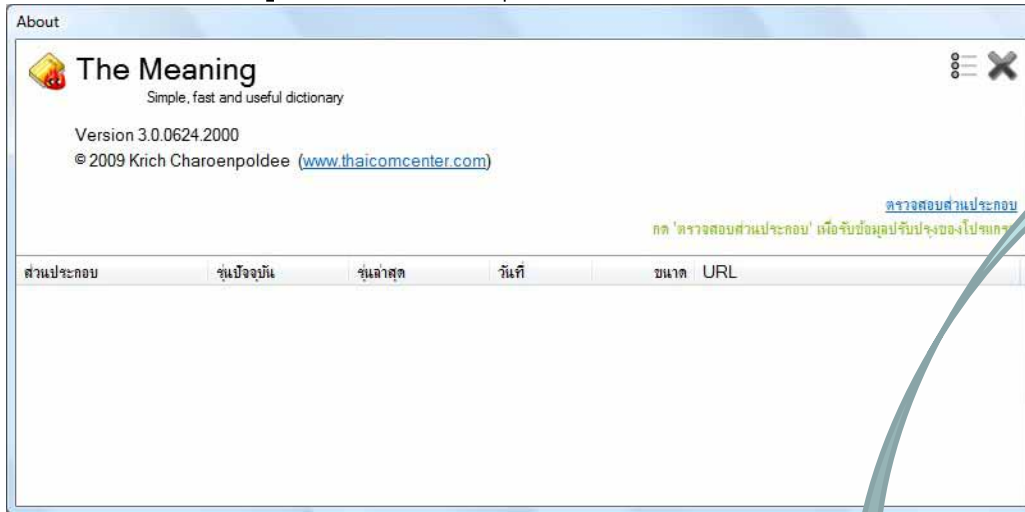 About
The Meaning
Simple, fast and useful dictionary
Version 3.0.0624.2000
© 2009 Krich Charoenpoldee (www.thaicomcenter.com)
ตรวจสอบส่วนประกอบ
กด 'ตรวจสอบส่วนประกอบ' เพื่อรับข้อมูลปรับปรุงของโปรแกรม
ส่วนประกอบ รุ่นปัจจุบัน รุ่นล่าสุด วันที่ ขนาด URL